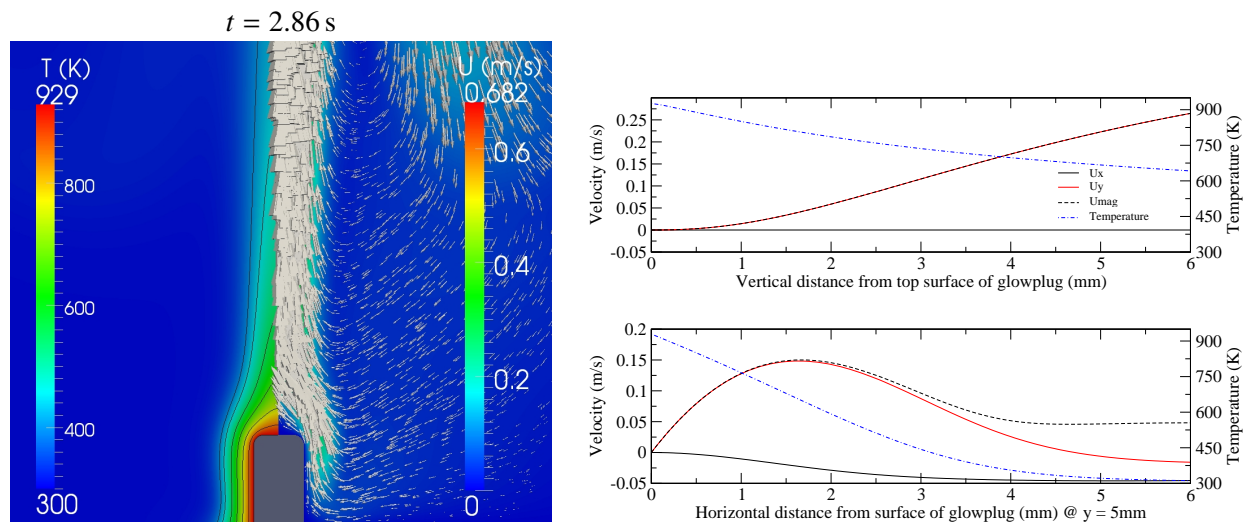 t = 2.86 s
T (K)
929
800
600
400
300
U (m/s)
0.682
0.6
0.4
0.2
0
Velocity (m/s)
0.25
0.2
0.15
0.1
0.05
0
-0.05
900
750
600
450
300
Temperature (K)
Ux
Uy
Umag
Temperature
0 1 2 3 4 5 6
Vertical distance from top surface of glowplug (mm)
Velocity (m/s)
0.2
0.15
0.1
0.05
0
-0.05
900
750
600
450
300
Temperature (K)
0 1 2 3 4 5 6
Horizontal distance from surface of glowplug (mm) @ y = 5mm